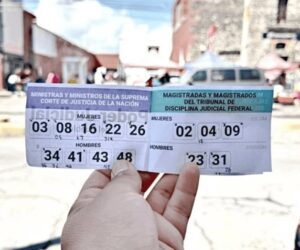 MINISTRAS Y MINISTROS DE LA SUPREMA
CORTE DE JUSTICIA DE LA NACIÓN
MUJERES
03 08 16 22 26
HOMBRES
34 41 43 48
MAGISTRADAS Y MAGISTRADOS
DEL TRIBUNAL DE
DISCIPLINA JUDICIAL FEDERAL
MUJERES
02 04 09
HOMBRES
23 31